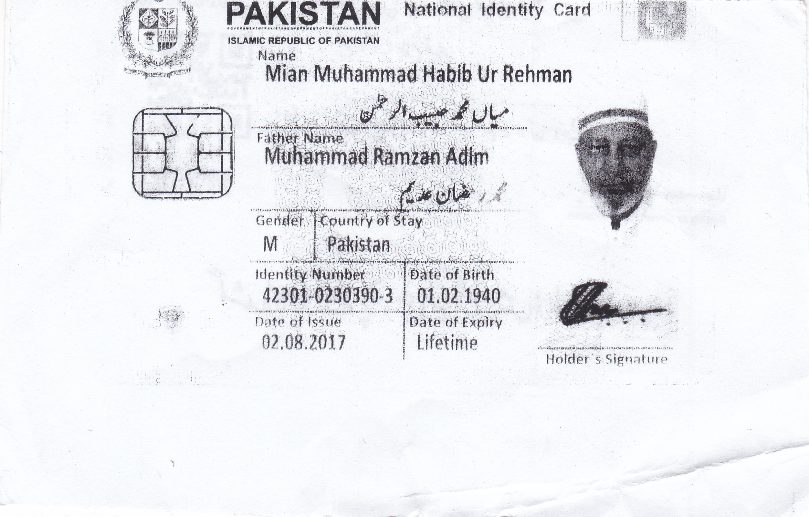 PAKISTAN National Identity Card
ISLAMIC REPUBLIC OF PAKISTAN
Name
Mian Muhammad Habib Ur Rehman
میاں محمد حبیب الرحمٰن
Father Name
Muhammad Ramzan Adim
محمد رمضان عدیم
Gender Country of Stay
M Pakistan
Identity Number Date of Birth
42301-0230390-3 01.02.1940
Date of Issue Date of Expiry
02.08.2017 Lifetime
Holder's Signature